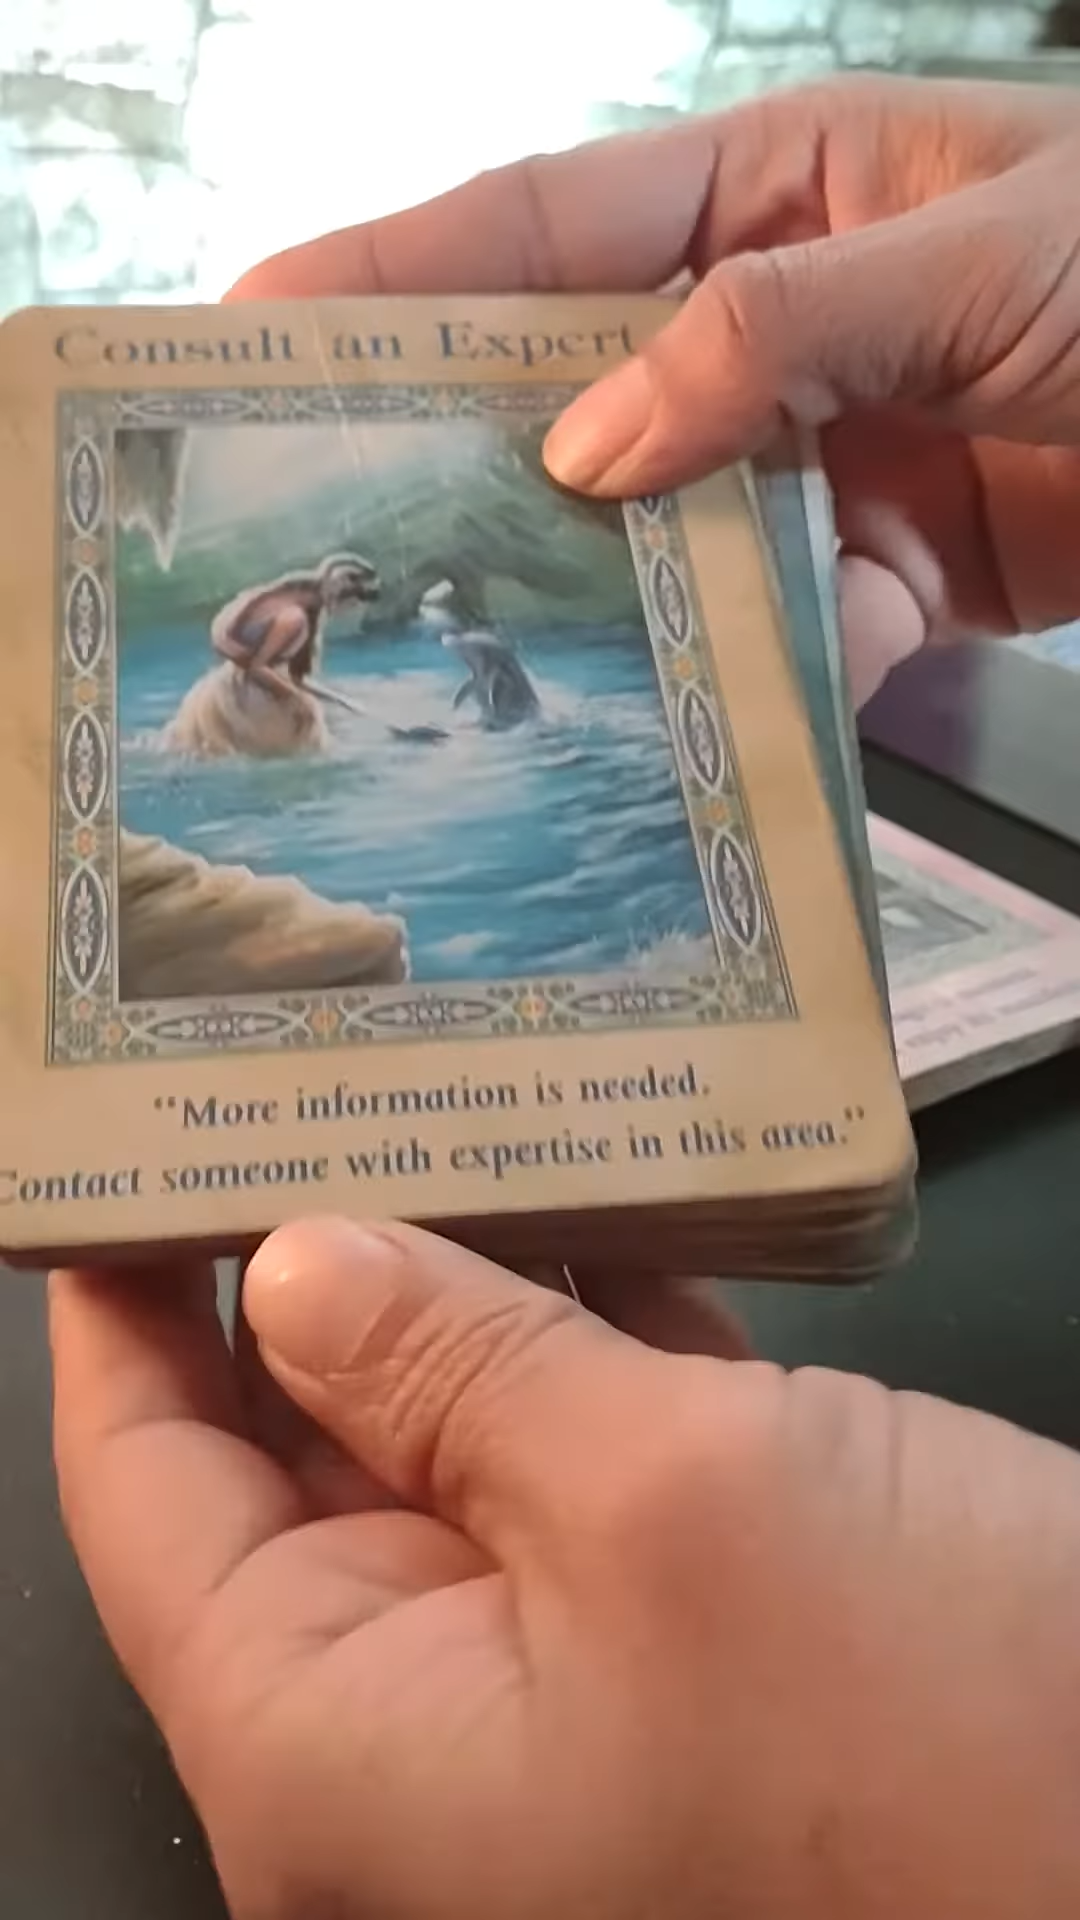 Consult an Expert
"More information is needed.
Contact someone with expertise in this area."